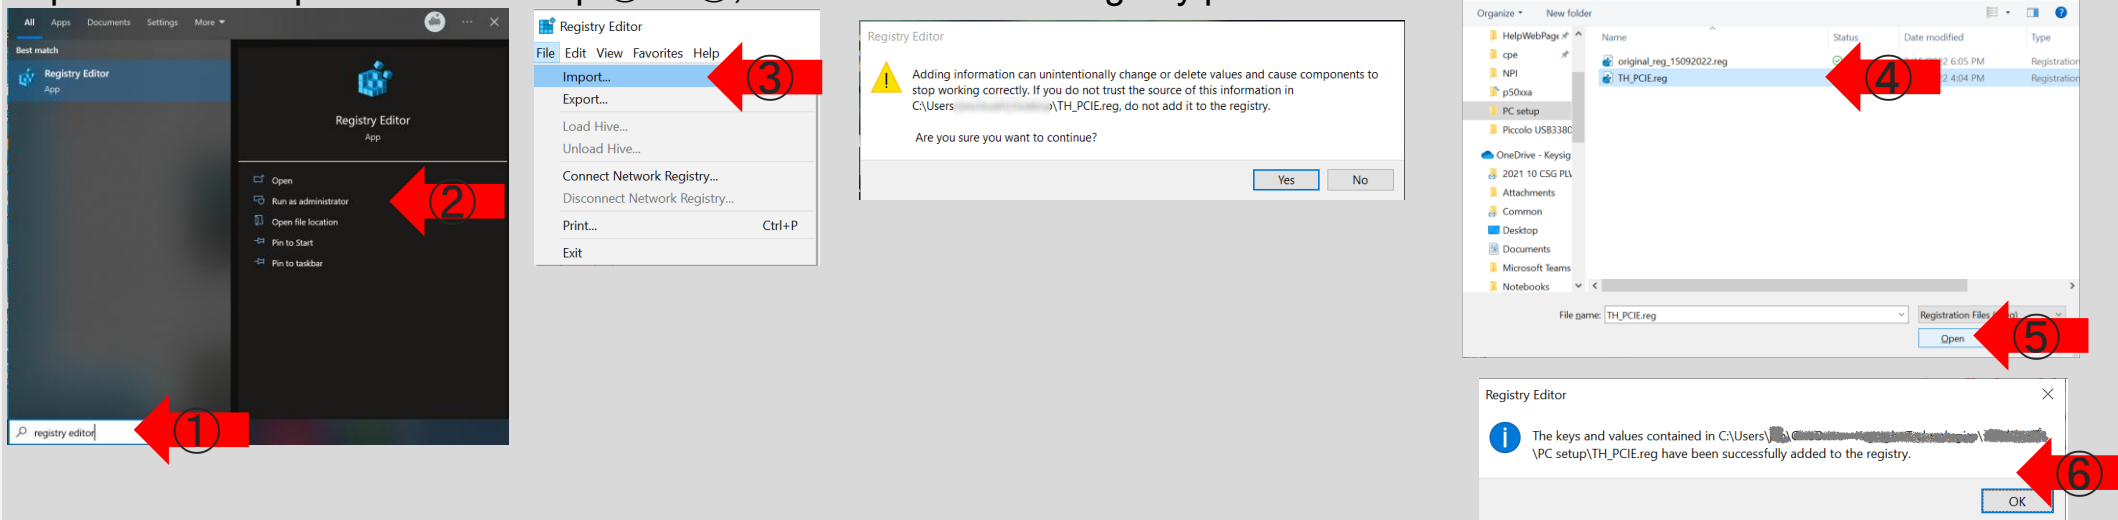 All Apps Documents Settings More
Best match
Registry Editor
App
Registry Editor
App
Open
Run as administrator
Open file location
Pin to Start
Pin to taskbar
registry editor
①
②
Registry Editor
File Edit View Favorites Help
Import...
Export...
Load Hive...
Unload Hive...
Connect Network Registry...
Disconnect Network Registry...
Print... Ctrl+P
Exit
③
Registry Editor
Adding information can unintentionally change or delete values and cause components to
stop working correctly. If you do not trust the source of this information in
C:\Users \TH_PCIE.reg, do not add it to the registry.
Are you sure you want to continue?
Yes No
Organize New folder
Name Status Date modified Type
HelpWebPage
cpe
NPI
p50xxa
PC setup
Piccolo USB3380
OneDrive - Keysig
2021 10 CSG PLV
Attachments
Common
Desktop
Documents
Microsoft Teams
Notebooks
original_reg_15092022.reg 6:05 PM Registration
TH_PCIE.reg 4:04 PM Registration
④
File name: TH_PCIE.reg Registration Files
Open
⑤
Registry Editor
The keys and values contained in C:\Users\
\PC setup\TH_PCIE.reg have been successfully added to the registry.
OK
⑥